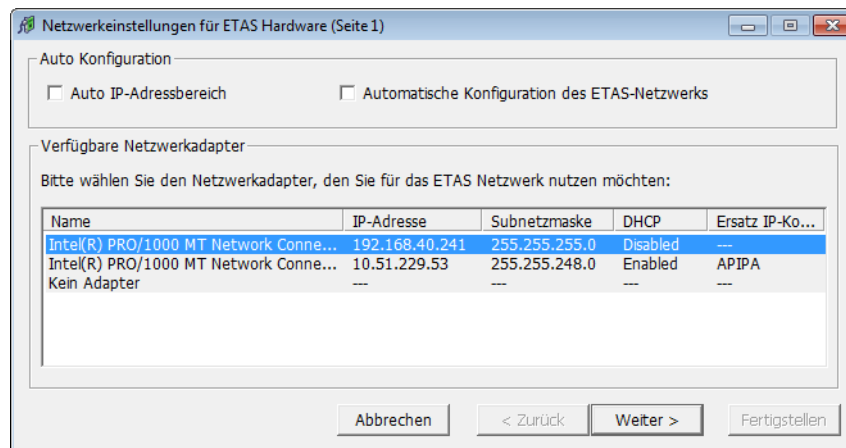 Netzwerkeinstellungen für ETAS Hardware (Seite 1)
Auto Konfiguration
Auto IP-Adressbereich Automatische Konfiguration des ETAS-Netzwerks
Verfügbare Netzwerkadapter
Bitte wählen Sie den Netzwerkadapter, den Sie für das ETAS Netzwerk nutzen möchten:
Name IP-Adresse Subnetzmaske DHCP Ersatz IP-Ko...
Intel(R) PRO/1000 MT Network Conne... 192.168.40.241 255.255.255.0 Disabled ---
Intel(R) PRO/1000 MT Network Conne... 10.51.229.53 255.255.248.0 Enabled APIPA
Kein Adapter --- --- --- ---
Abbrechen < Zurück Weiter > Fertigstellen